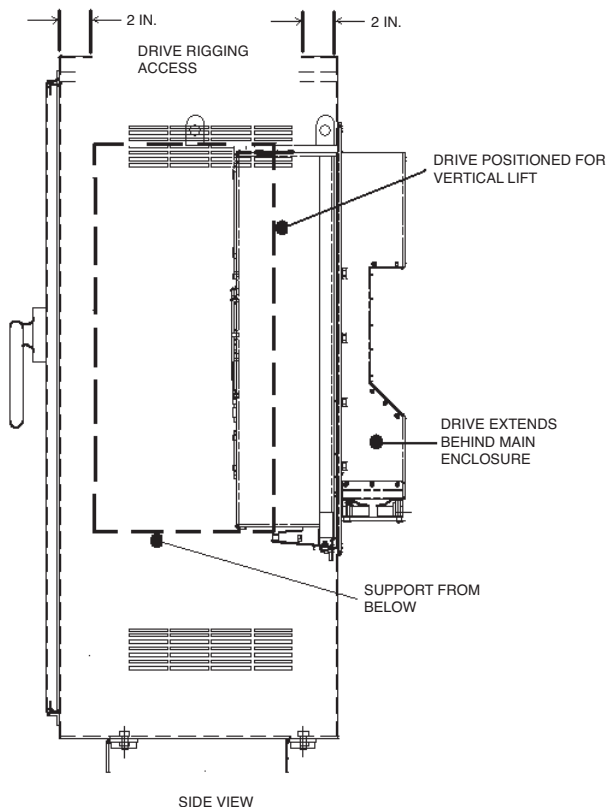 2 IN.
2 IN.
DRIVE RIGGING
ACCESS
DRIVE POSITIONED FOR
VERTICAL LIFT
DRIVE EXTENDS
BEHIND MAIN
ENCLOSURE
SUPPORT FROM
BELOW
SIDE VIEW